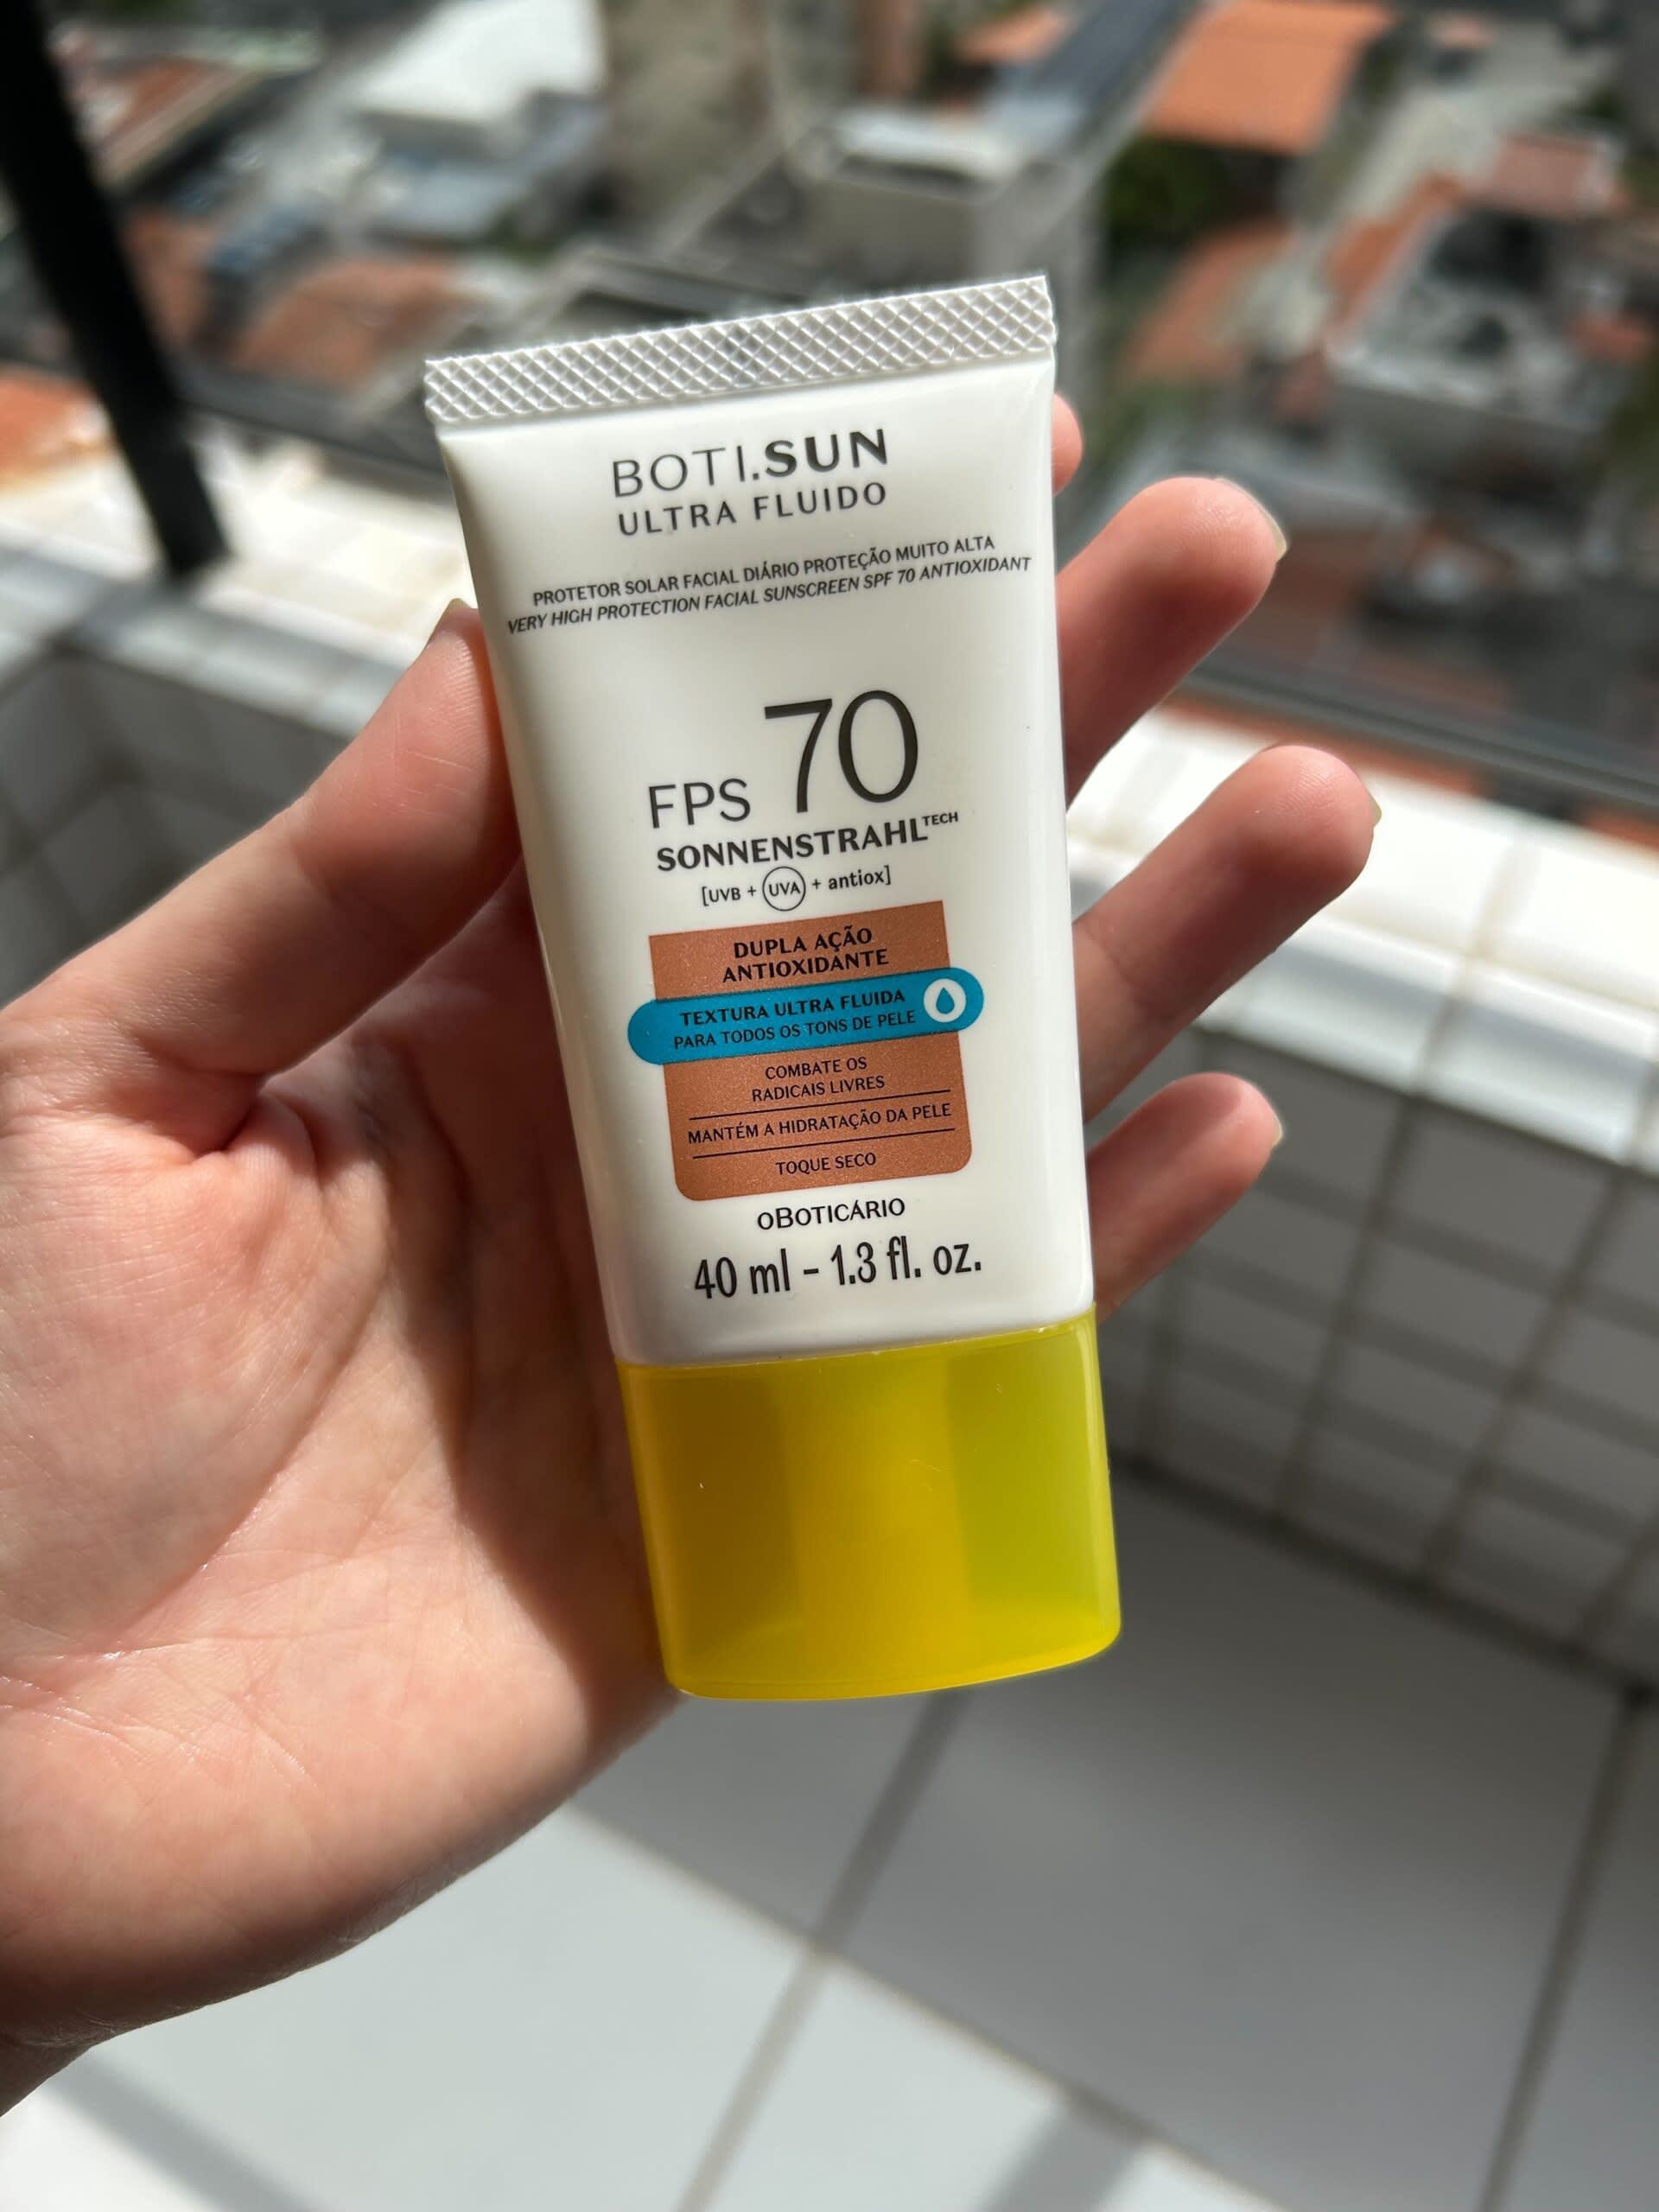 BOTI.SUN
ULTRA FLUIDO
PROTETOR SOLAR FACIAL DIÁRIO PROTEÇÃO MUITO ALTA
VERY HIGH PROTECTION FACIAL SUNSCREEN SPF 70 ANTIOXIDANT
FPS 70
SONNENSTRAHL TECH
[UVB + UVA + antiox]
DUPLA AÇÃO
ANTIOXIDANTE
TEXTURA ULTRA FLUIDA
PARA TODOS OS TONS DE PELE
COMBATE OS
RADICAIS LIVRES
MANTÉM A HIDRATAÇÃO DA PELE
TOQUE SECO
OBOTICÁRIO
40 ml - 1.3 fl. oz.